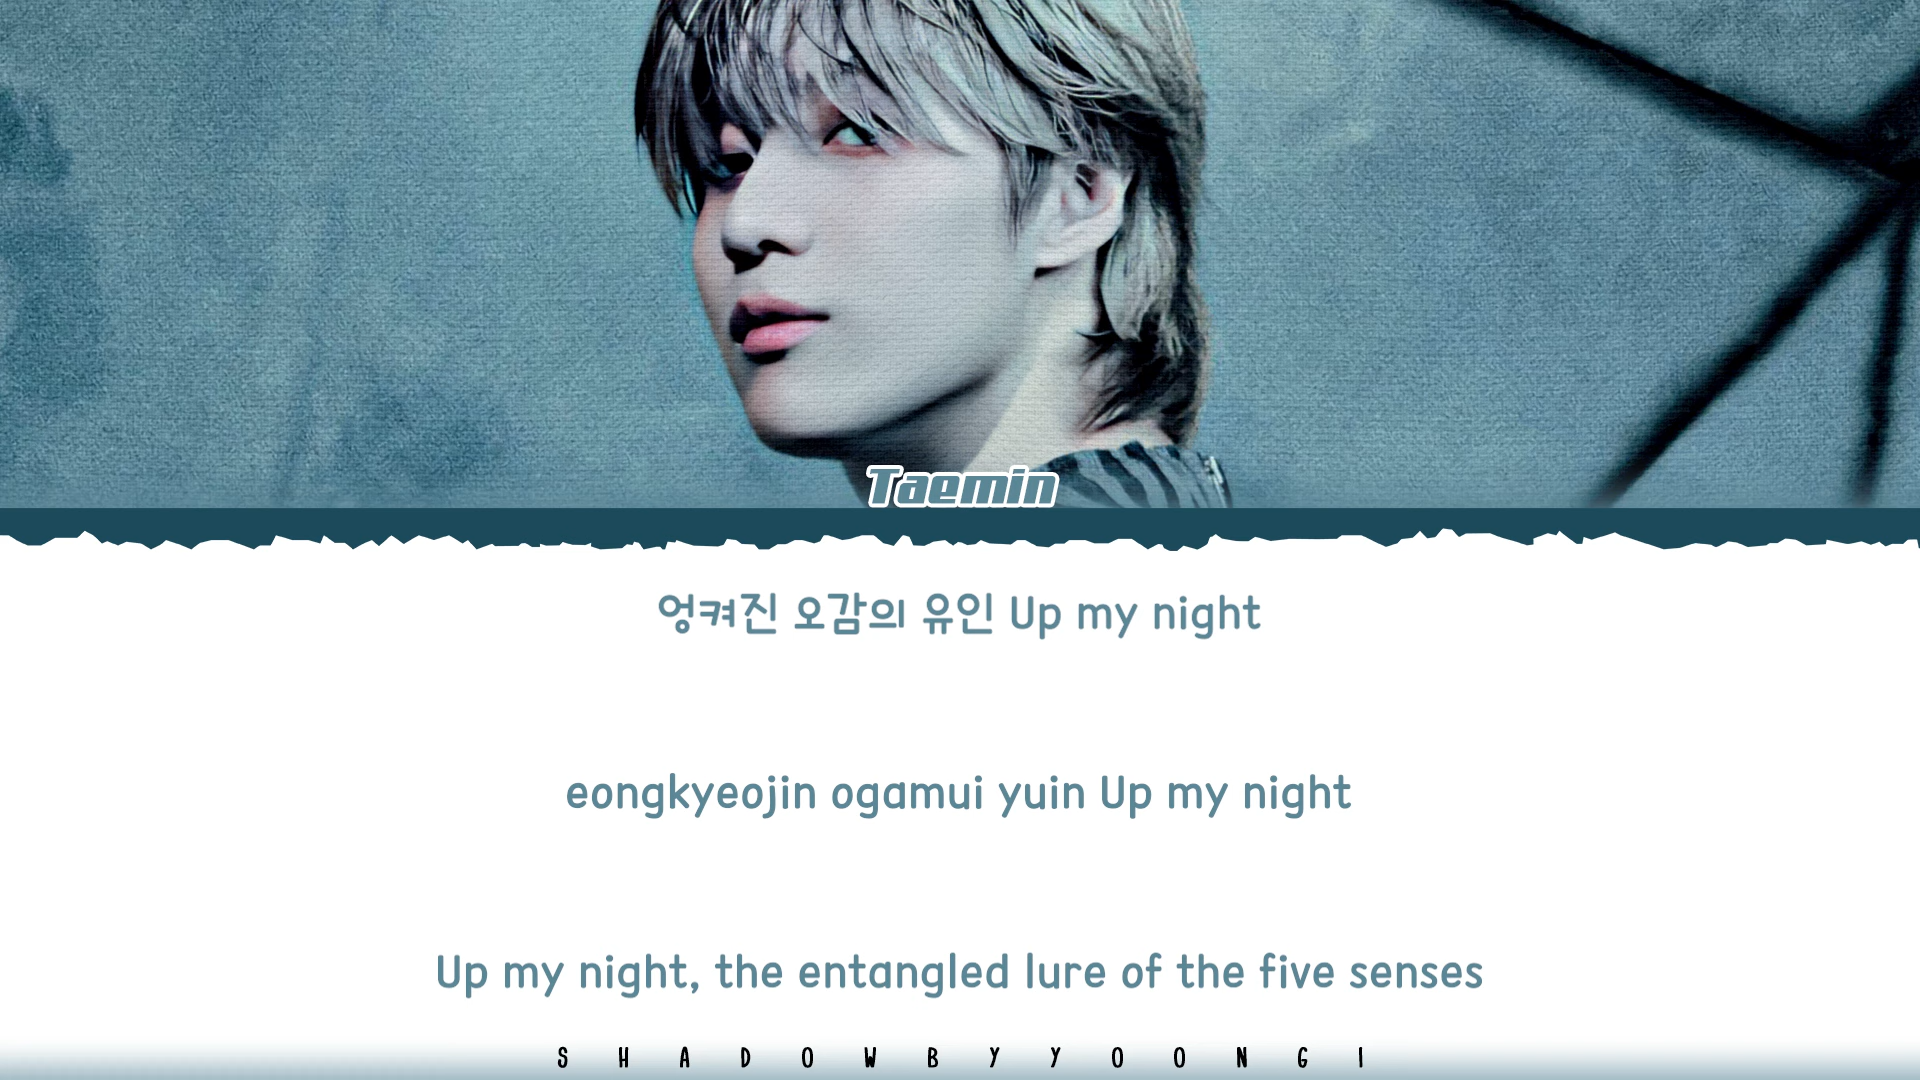 Taemin
엉켜진 오감의 유인 Up my night
eongkyeojin ogamui yuin Up my night
Up my night, the entangled lure of the five senses
SHADOWBYYOONGI